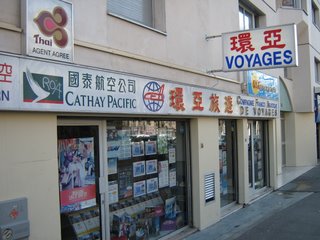 Thai
AGENT AGREE
環亞
VOYAGES
國泰航空公司
CATHAY PACIFIC
環亞旅遊
COMPAGNIE FRANCE ASIATIQUE
DE VOYAGES